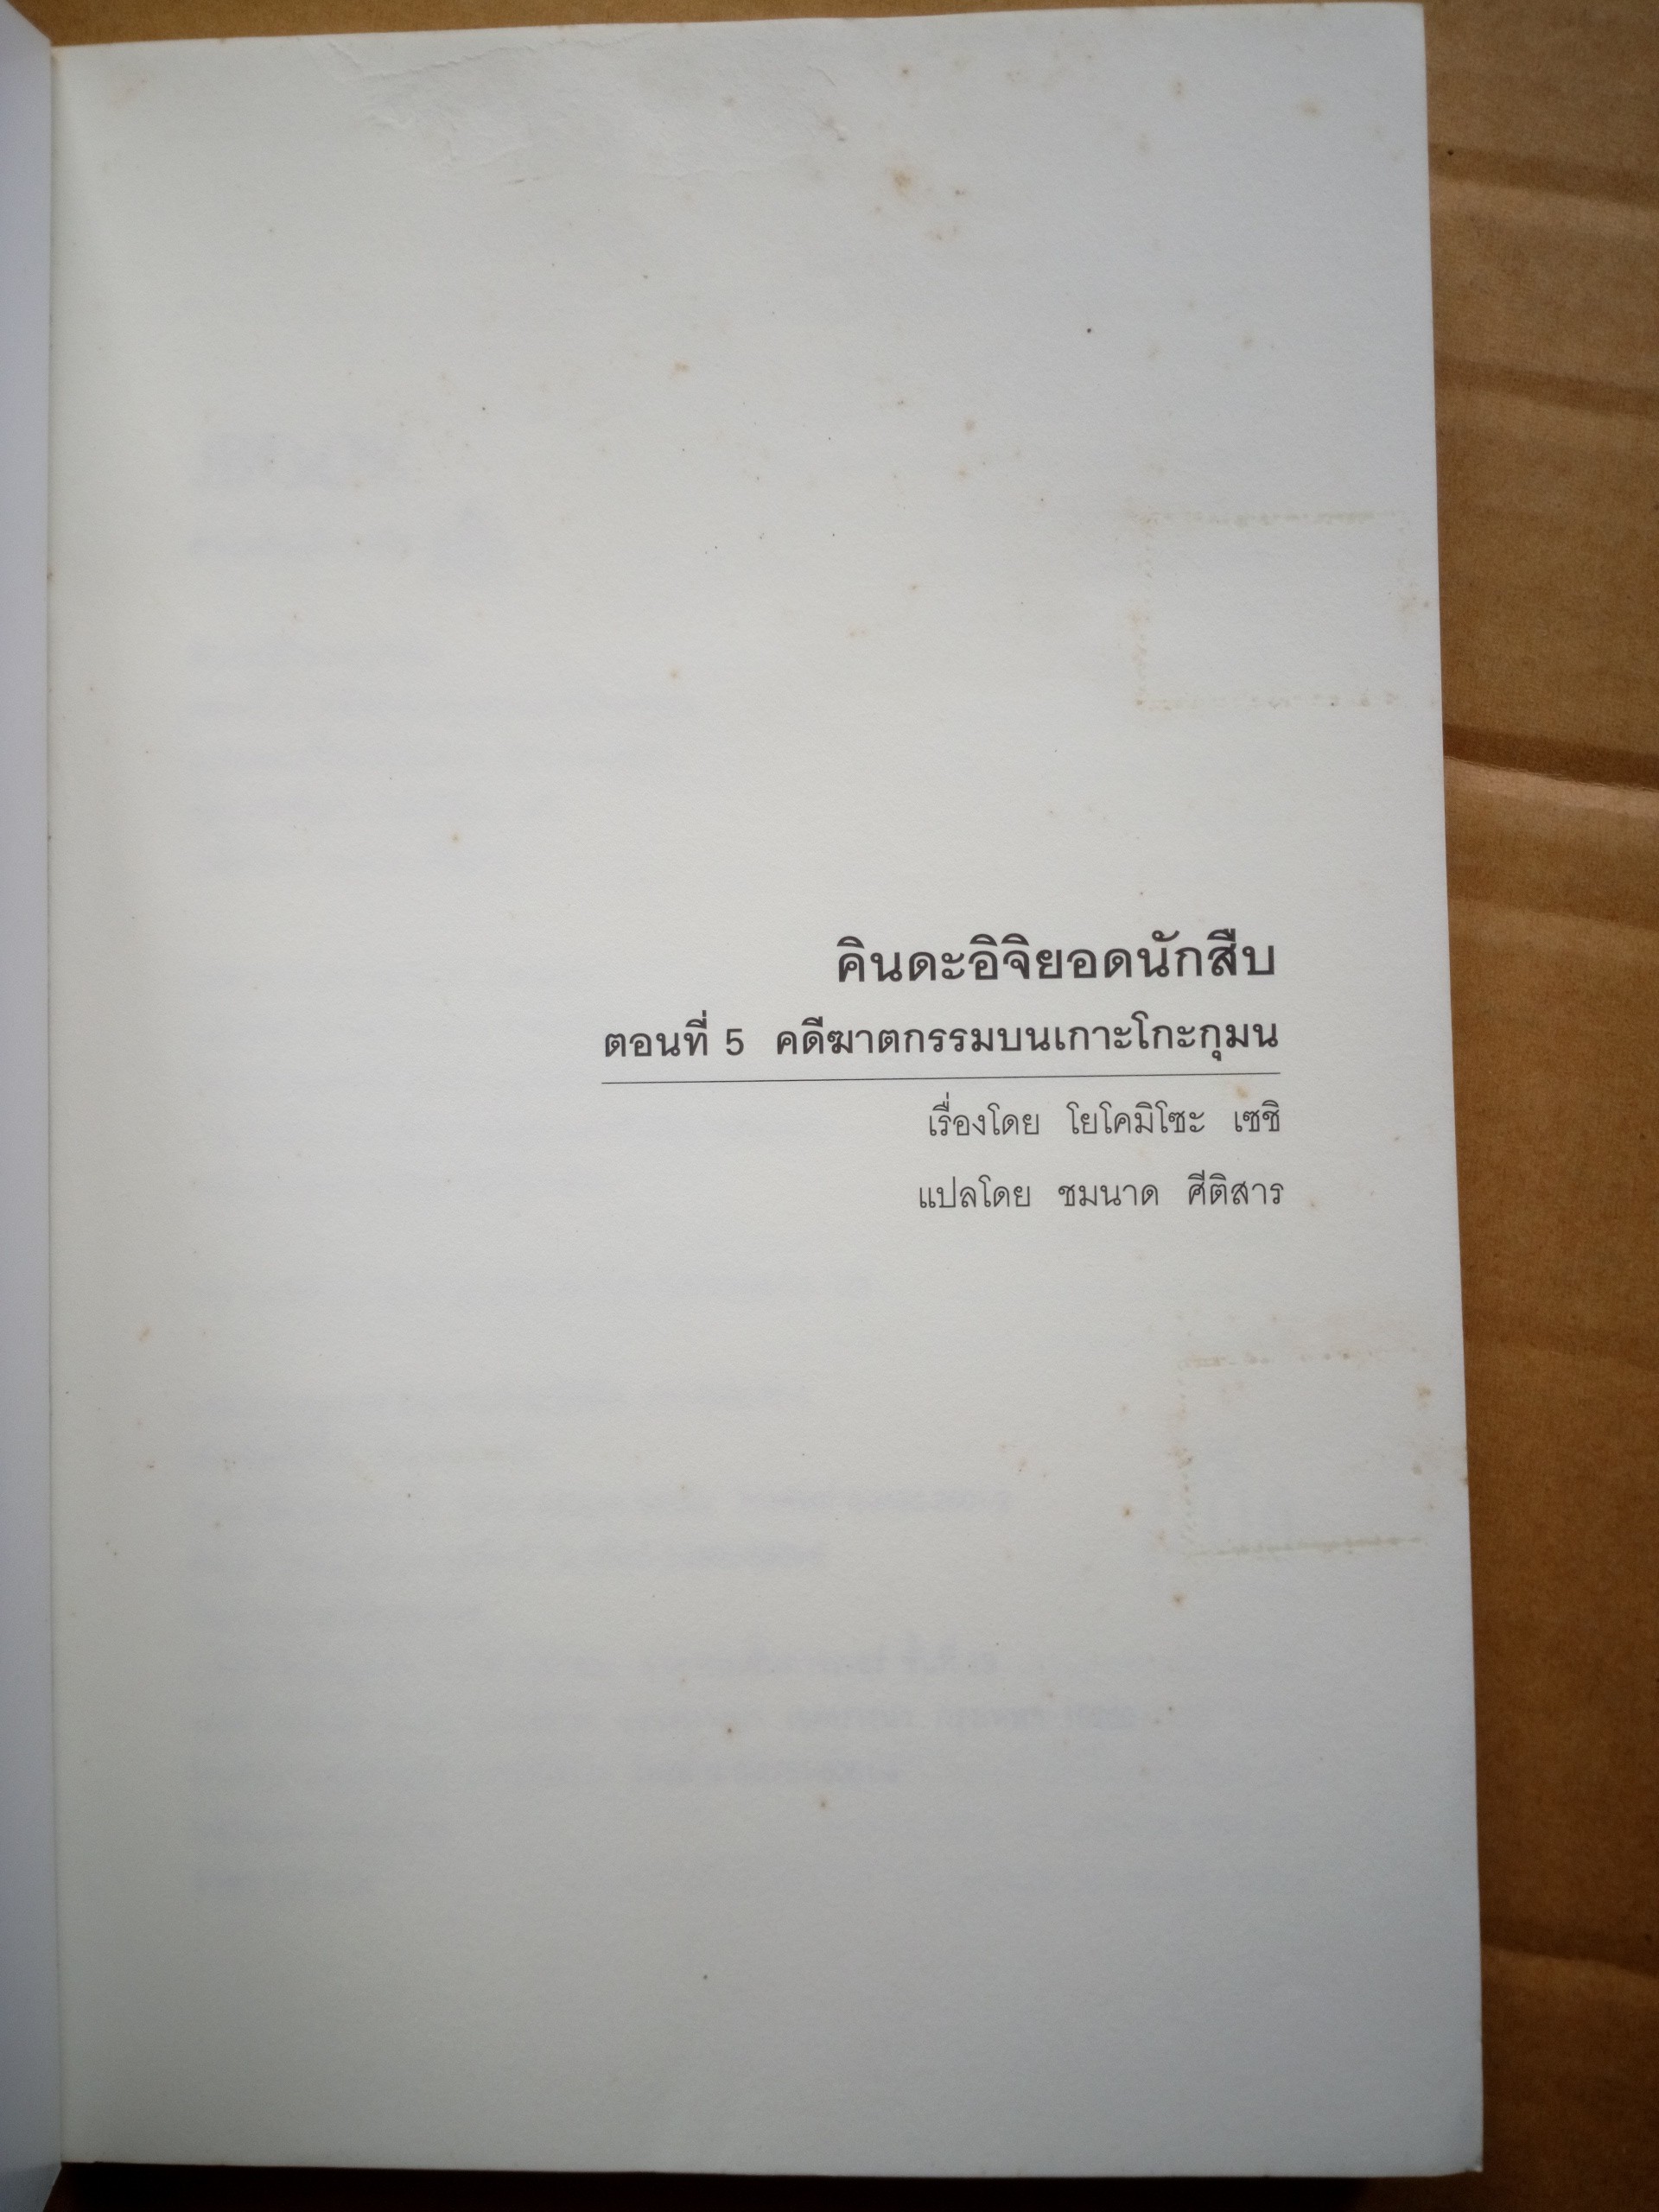 คินดะอิจิยอดนักสืบ
ตอนที่ 5 คดีฆาตกรรมบนเกาะโกะกุมน
เรื่องโดย โยโคมิโซะ เซชิ
แปลโดย ชมนาด ศีติสาร